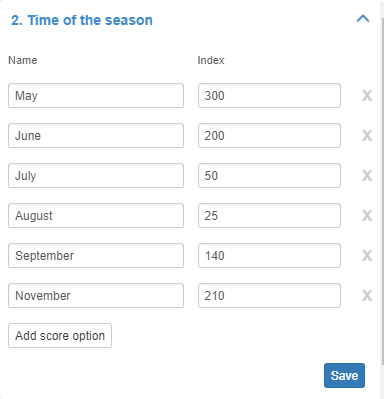 2. Time of the season
Name Index
May 300 X
June 200 X
July 50 X
August 25 X
September 140 X
November 210 X
Add score option
Save